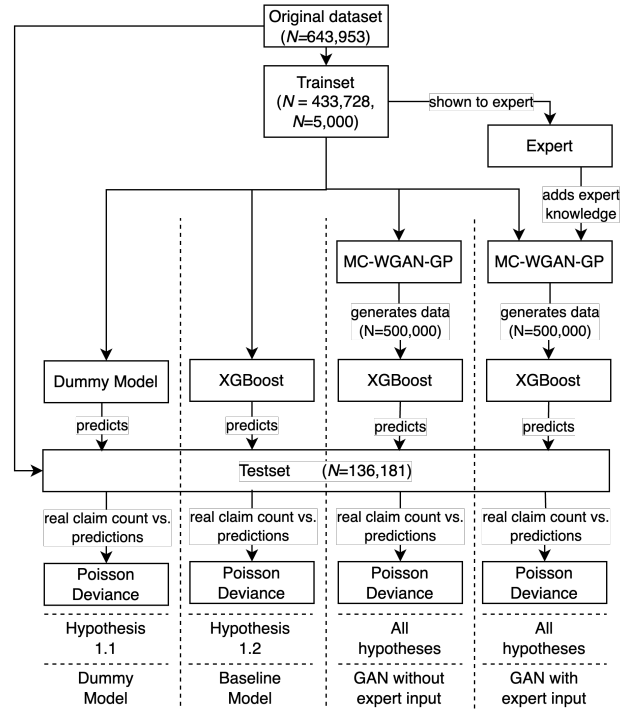 Original dataset
(N=643,953)
Trainset
(N = 433,728,
N=5,000)
shown to expert
Expert
adds expert
knowledge
MC-WGAN-GP
MC-WGAN-GP
generates data
(N=500,000)
generates data
(N=500,000)
Dummy Model
XGBoost
XGBoost
XGBoost
predicts
predicts
predicts
predicts
Testset (N=136,181)
real claim count vs.
predictions
real claim count vs.
predictions
real claim count vs.
predictions
real claim count vs.
predictions
Poisson
Deviance
Poisson
Deviance
Poisson
Deviance
Poisson
Deviance
Hypothesis
1.1
Hypothesis
1.2
All
hypotheses
All
hypotheses
Dummy
Model
Baseline
Model
GAN without
expert input
GAN with
expert input